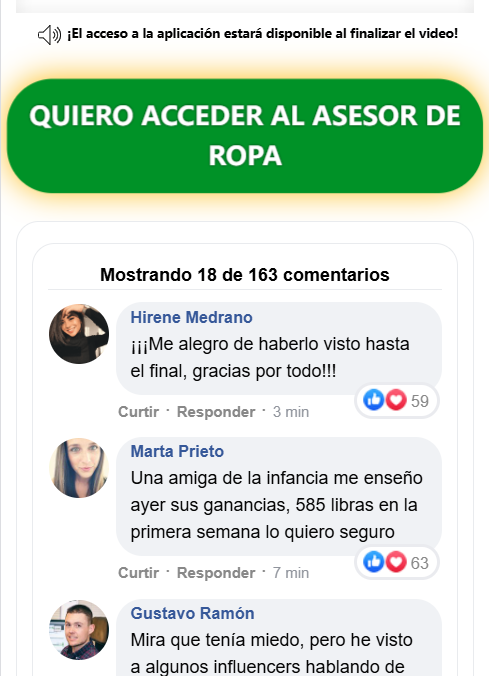 ¡El acceso a la aplicación estará disponible al finalizar el video!
QUIERO ACCEDER AL ASESOR DE
ROPA
Mostrando 18 de 163 comentarios
Hirene Medrano
¡¡¡Me alegro de haberlo visto hasta
el final, gracias por todo!!!
59
Curtir · Responder · 3 min
Marta Prieto
Una amiga de la infancia me enseño
ayer sus ganancias, 585 libras en la
primera semana lo quiero seguro
63
Curtir · Responder · 7 min
Gustavo Ramón
Mira que tenía miedo, pero he visto
a algunos influencers hablando de